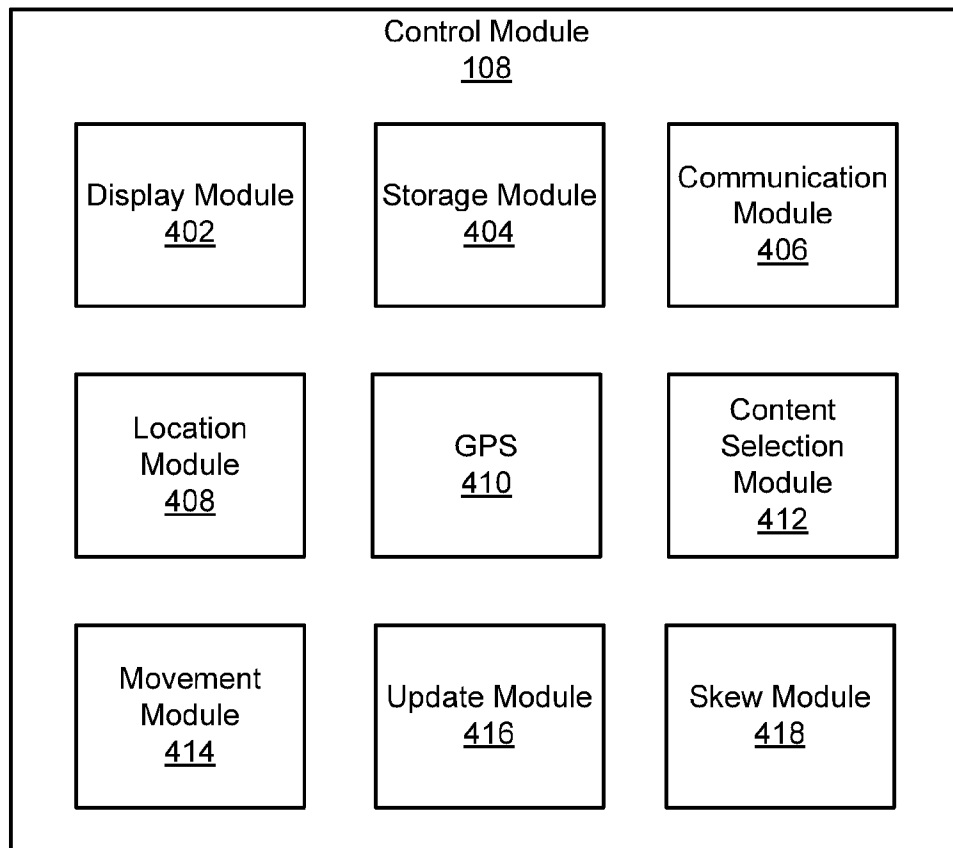 Control Module
108
Display Module
402
Storage Module
404
Communication
Module
406
Location
Module
408
GPS
410
Content
Selection
Module
412
Movement
Module
414
Update Module
416
Skew Module
418